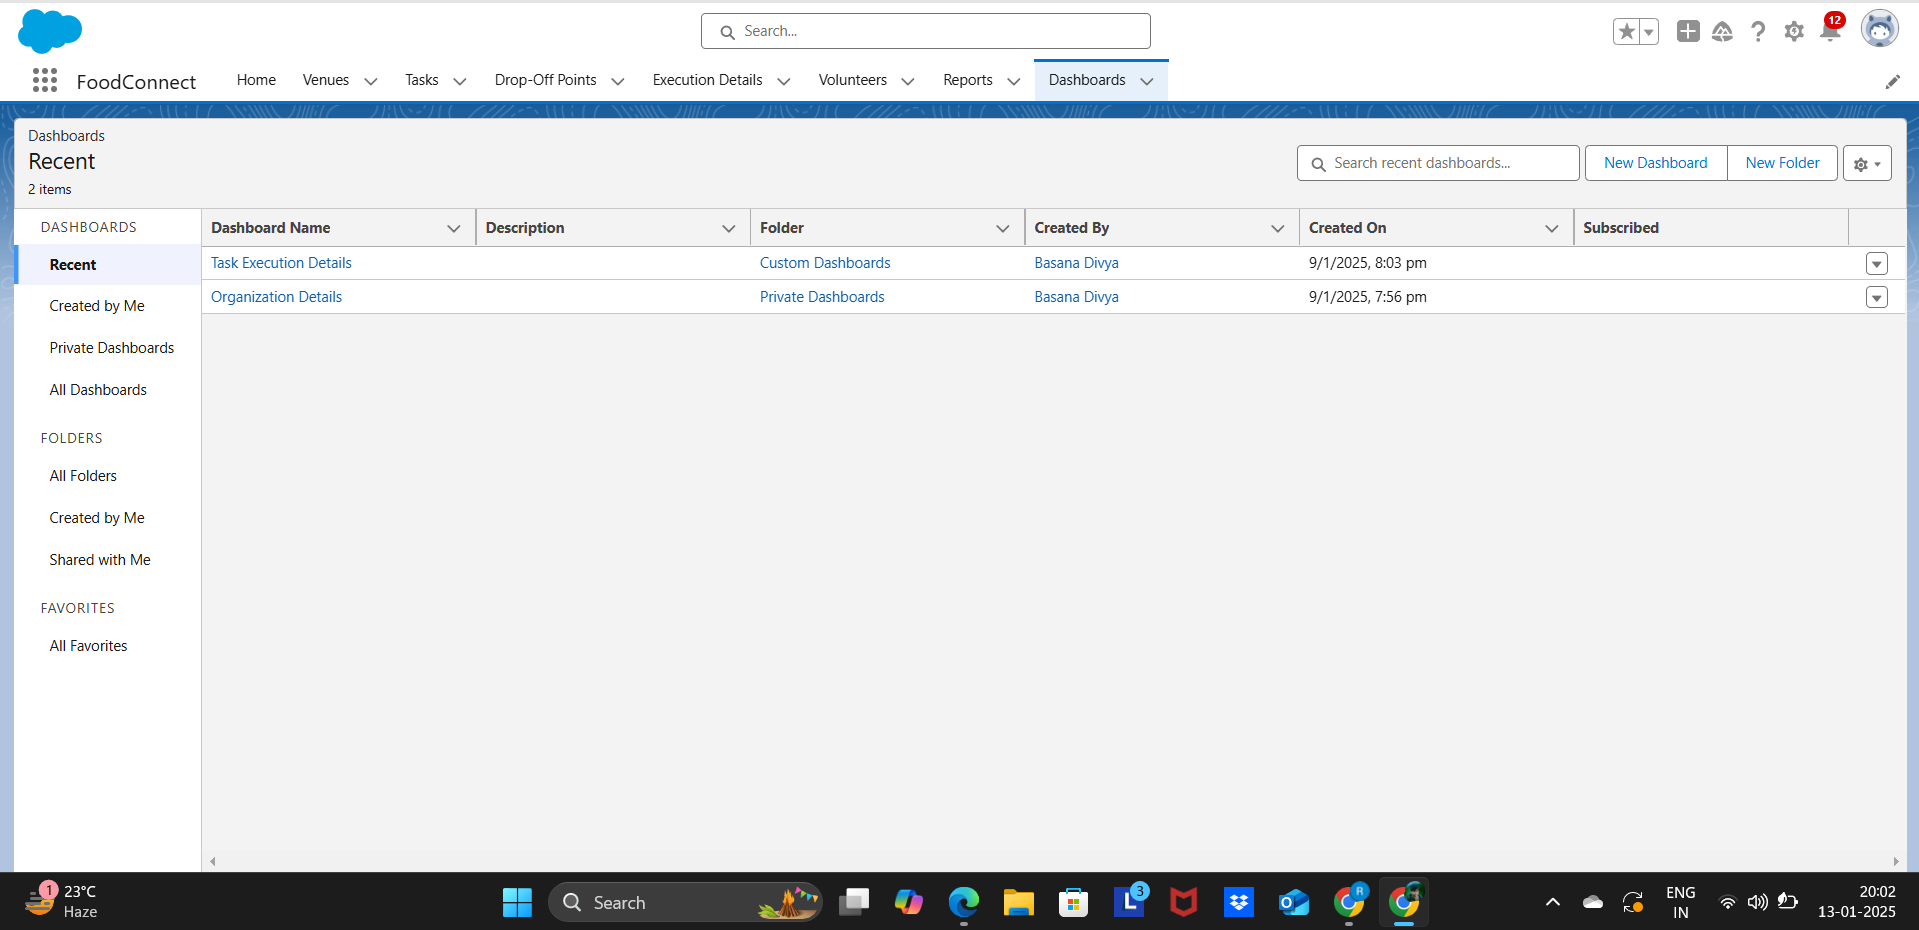 Search...
12
FoodConnect
Home
Venues
Tasks
Drop-Off Points
Execution Details
Volunteers
Reports
Dashboards
Dashboards
Recent
2 items
Search recent dashboards...
New Dashboard
New Folder
DASHBOARDS
Recent
Created by Me
Private Dashboards
All Dashboards
FOLDERS
All Folders
Created by Me
Shared with Me
FAVORITES
All Favorites
Dashboard Name Description Folder Created By Created On Subscribed
Task Execution Details Custom Dashboards Basana Divya 9/1/2025, 8:03 pm
Organization Details Private Dashboards Basana Divya 9/1/2025, 7:56 pm
1
23°C
Haze
Search
L
3
R
ENG
IN
20:02
13-01-2025